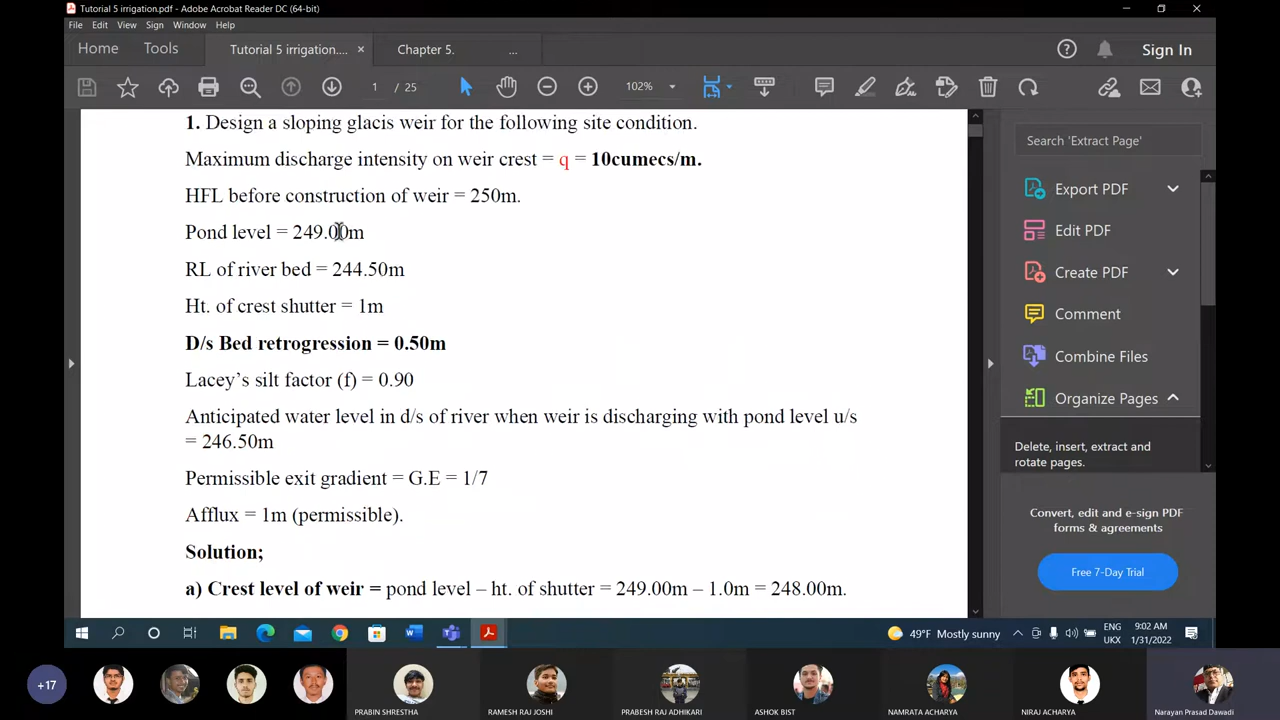 Tutorial 5 irrigation.pdf - Adobe Acrobat Reader DC (64-bit)
File Edit View Sign Window Help
Home Tools Tutorial 5 irrigation.... × Chapter 5. ... Sign In
1 / 25 102%
1. Design a sloping glacis weir for the following site condition.
Maximum discharge intensity on weir crest = q = 10cumecs/m.
HFL before construction of weir = 250m.
Pond level = 249.00m
RL of river bed = 244.50m
Ht. of crest shutter = 1m
D/s Bed retrogression = 0.50m
Lacey's silt factor (f) = 0.90
Anticipated water level in d/s of river when weir is discharging with pond level u/s
= 246.50m
Permissible exit gradient = G.E = 1/7
Afflux = 1m (permissible).
Solution;
a) Crest level of weir = pond level – ht. of shutter = 249.00m – 1.0m = 248.00m.
Search 'Extract Page'
Export PDF
Edit PDF
Create PDF
Comment
Combine Files
Organize Pages
Delete, insert, extract and
rotate pages.
Convert, edit and e-sign PDF
forms & agreements
Free 7-Day Trial
49°F Mostly sunny
ENG
UKX
9:02 AM
1/31/2022
+17
PRABIN SHRESTHA
RAMESH RAJ JOSHI
PRABESH RAJ ADHIKARI
ASHOK BIST
NAMRATA ACHARYA
NIRAJ ACHARYA
Narayan Prasad Dawadi